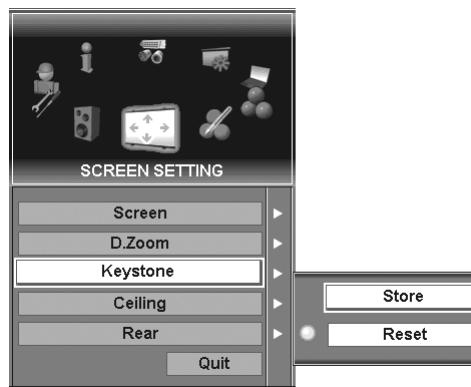 SCREEN SETTING
Screen
D.Zoom
Keystone
Store
Ceiling
Reset
Rear
Quit